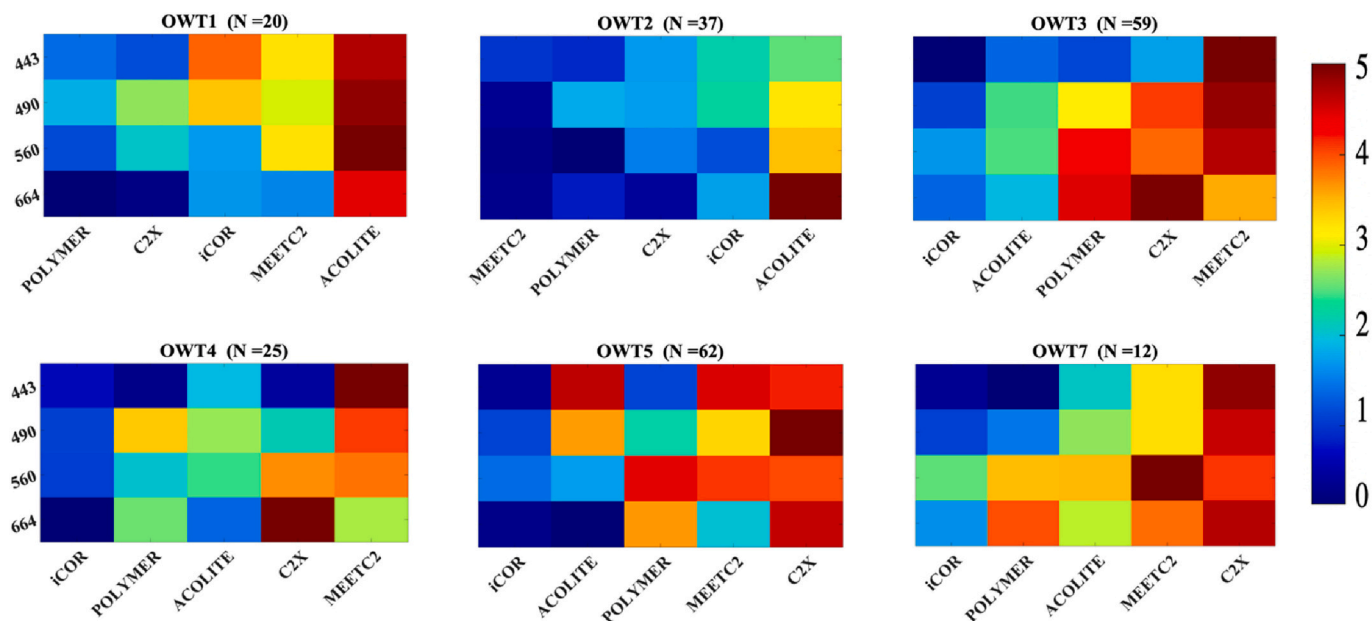 OWT1 (N =20)
OWT2 (N =37)
OWT3 (N =59)
443
490
560
664
POLYMER
C2X
iCOR
MEETC2
ACOLITE
MEETC2
POLYMER
C2X
iCOR
ACOLITE
iCOR
ACOLITE
POLYMER
C2X
MEETC2
5
4
3
2
1
0
OWT4 (N =25)
OWT5 (N =62)
OWT7 (N =12)
443
490
560
664
iCOR
POLYMER
ACOLITE
C2X
MEETC2
iCOR
ACOLITE
POLYMER
MEETC2
C2X
iCOR
POLYMER
ACOLITE
MEETC2
C2X